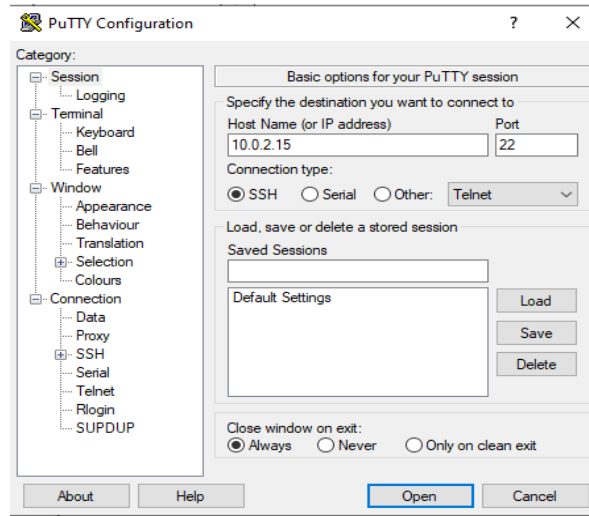 PuTTY Configuration
?
Category:
Session
Logging
Terminal
Keyboard
Bell
Features
Window
Appearance
Behaviour
Translation
Selection
Colours
Connection
Data
Proxy
SSH
Serial
Telnet
Rlogin
SUPDUP
Basic options for your PuTTY session
Specify the destination you want to connect to
Host Name (or IP address) Port
10.0.2.15 22
Connection type:
SSH Serial Other: Telnet
Load, save or delete a stored session
Saved Sessions
Default Settings
Load
Save
Delete
Close window on exit:
Always Never Only on clean exit
About Help Open Cancel